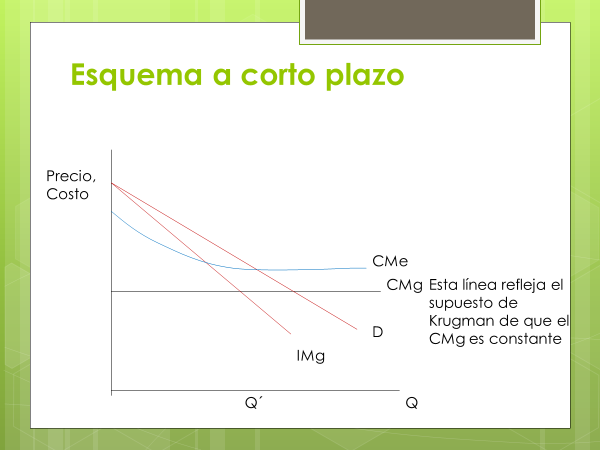 Esquema a corto plazo
Precio,
Costo
CMe
CMg
Esta línea refleja el
supuesto de
Krugman de que el
CMg es constante
D
IMg
Q´
Q